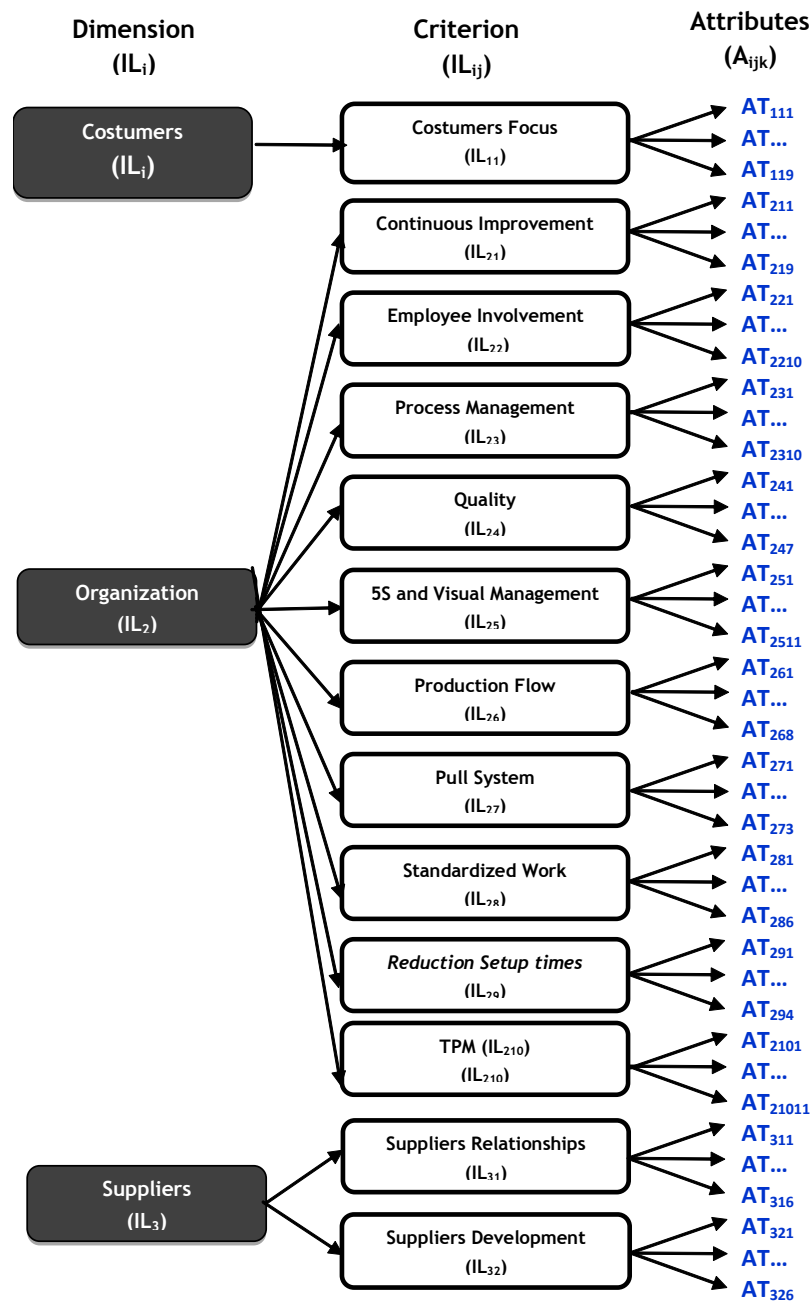 Dimension
(ILi)
Criterion
(ILij)
Attributes
(Aijk)
Costumers
(ILi)
Costumers Focus
(IL11)
AT111
AT...
AT119
Continuous Improvement
(IL21)
AT211
AT...
AT219
Employee Involvement
(IL22)
AT221
AT...
AT2210
Process Management
(IL23)
AT231
AT...
AT2310
Quality
(IL24)
AT241
AT...
AT247
Organization
(IL2)
5S and Visual Management
(IL25)
AT251
AT...
AT2511
Production Flow
(IL26)
AT261
AT...
AT268
Pull System
(IL27)
AT271
AT...
AT273
Standardized Work
(IL28)
AT281
AT...
AT286
Reduction Setup times
(IL29)
AT291
AT...
AT294
TPM (IL210)
(IL210)
AT2101
AT...
AT21011
Suppliers
(IL3)
Suppliers Relationships
(IL31)
AT311
AT...
AT316
Suppliers Development
(IL32)
AT321
AT...
AT326